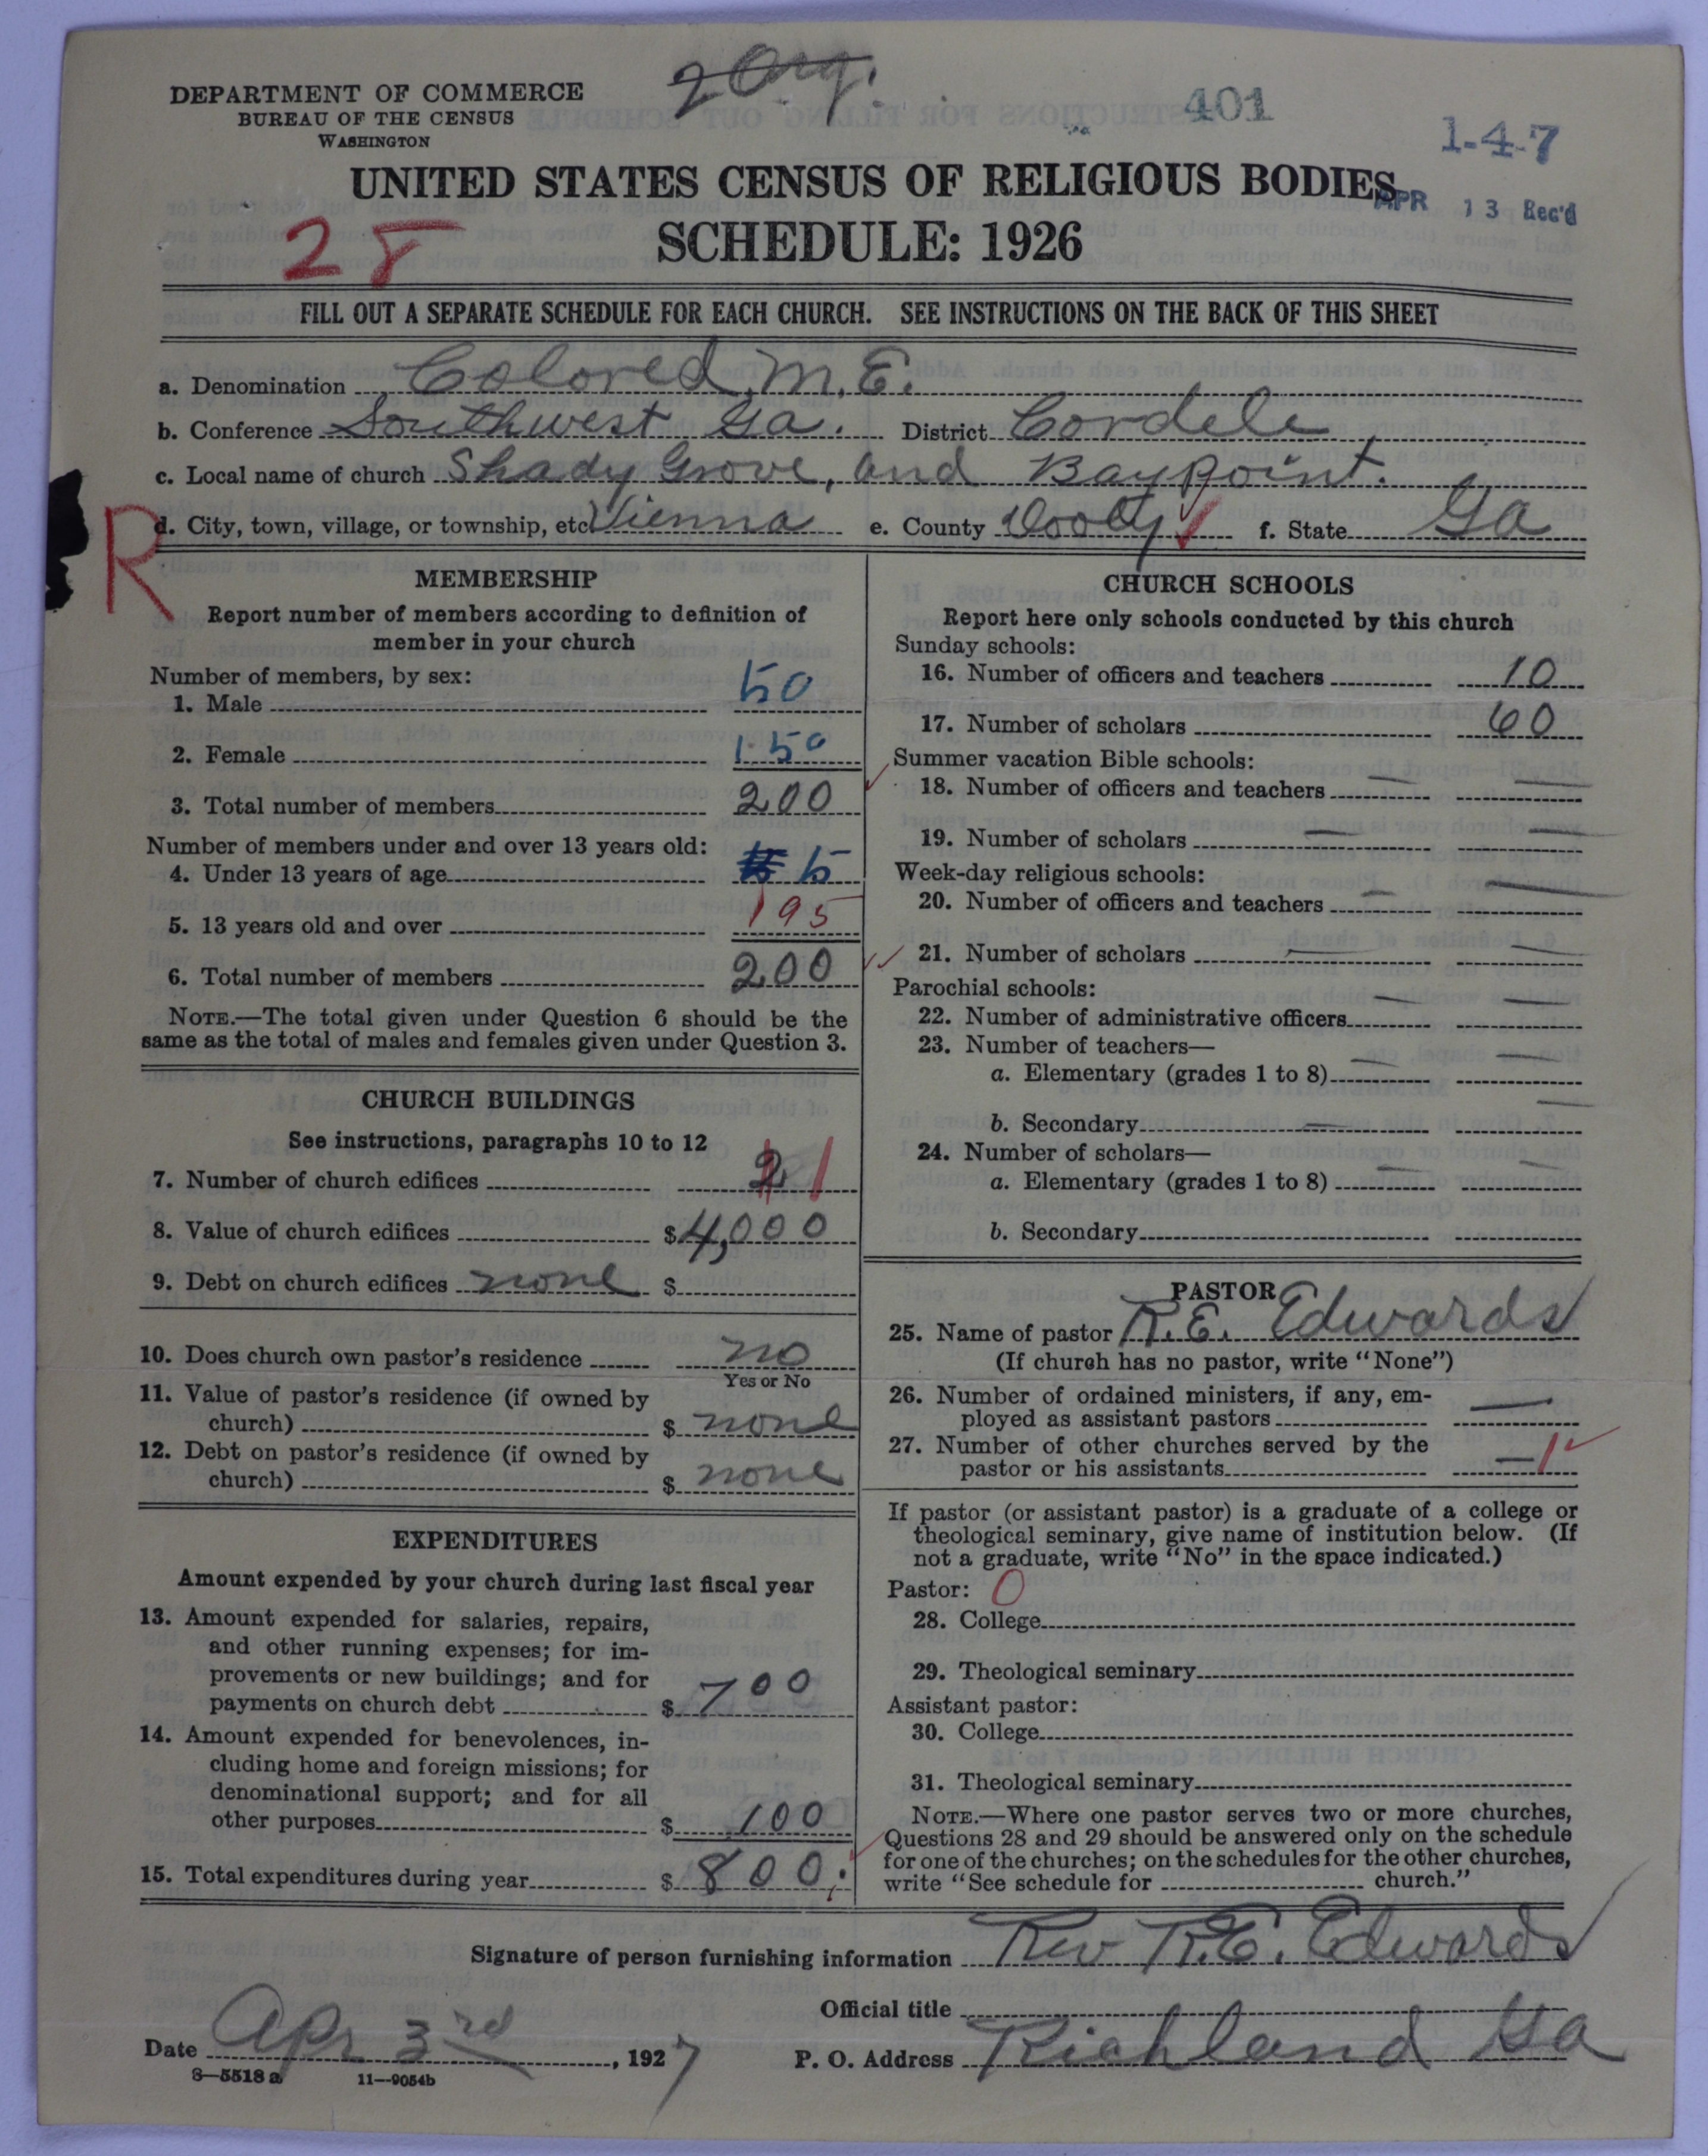 2 Org.
401
1-4-7
DEPARTMENT OF COMMERCE
BUREAU OF THE CENSUS
WASHINGTON
UNITED STATES CENSUS OF RELIGIOUS BODIES
APR 13 Rec'd
28
SCHEDULE: 1926
FILL OUT A SEPARATE SCHEDULE FOR EACH CHURCH. SEE INSTRUCTIONS ON THE BACK OF THIS SHEET
a. Denomination Colored M. E.
b. Conference Southwest Ga. District Cordele
c. Local name of church Shady Grove, and Baypoint.
R
d. City, town, village, or township, etc. Vienna e. County Dooly f. State Ga
MEMBERSHIP
Report number of members according to definition of
member in your church
Number of members, by sex:
1. Male 50
2. Female 150
3. Total number of members 200
Number of members under and over 13 years old:
4. Under 13 years of age 5
5. 13 years old and over 195
6. Total number of members 200
NOTE.—The total given under Question 6 should be the
same as the total of males and females given under Question 3.
CHURCH BUILDINGS
See instructions, paragraphs 10 to 12
7. Number of church edifices 2 1
8. Value of church edifices $4,000
9. Debt on church edifices none $
10. Does church own pastor's residence no
Yes or No
11. Value of pastor's residence (if owned by
church) $ none
12. Debt on pastor's residence (if owned by
church) $ none
EXPENDITURES
Amount expended by your church during last fiscal year
13. Amount expended for salaries, repairs,
and other running expenses; for im-
provements or new buildings; and for
payments on church debt $ 700
14. Amount expended for benevolences, in-
cluding home and foreign missions; for
denominational support; and for all
other purposes $ 100
15. Total expenditures during year $ 800.
CHURCH SCHOOLS
Report here only schools conducted by this church
Sunday schools:
16. Number of officers and teachers 10
17. Number of scholars 60
Summer vacation Bible schools:
18. Number of officers and teachers —
19. Number of scholars —
Week-day religious schools:
20. Number of officers and teachers —
21. Number of scholars —
Parochial schools:
22. Number of administrative officers —
23. Number of teachers—
a. Elementary (grades 1 to 8) —
b. Secondary —
24. Number of scholars—
a. Elementary (grades 1 to 8) —
b. Secondary
PASTOR
25. Name of pastor R. E. Edwards
(If church has no pastor, write "None")
26. Number of ordained ministers, if any, em-
ployed as assistant pastors —
27. Number of other churches served by the
pastor or his assistants — 1
If pastor (or assistant pastor) is a graduate of a college or
theological seminary, give name of institution below. (If
not a graduate, write "No" in the space indicated.)
Pastor: 0
28. College
29. Theological seminary
Assistant pastor:
30. College
31. Theological seminary
NOTE.—Where one pastor serves two or more churches,
Questions 28 and 29 should be answered only on the schedule
for one of the churches; on the schedules for the other churches,
write "See schedule for church."
Signature of person furnishing information Rev R. E. Edwards
Official title
Date Apr 3rd, 1927 P. O. Address Richland Ga
8—5518 a 11—9054b